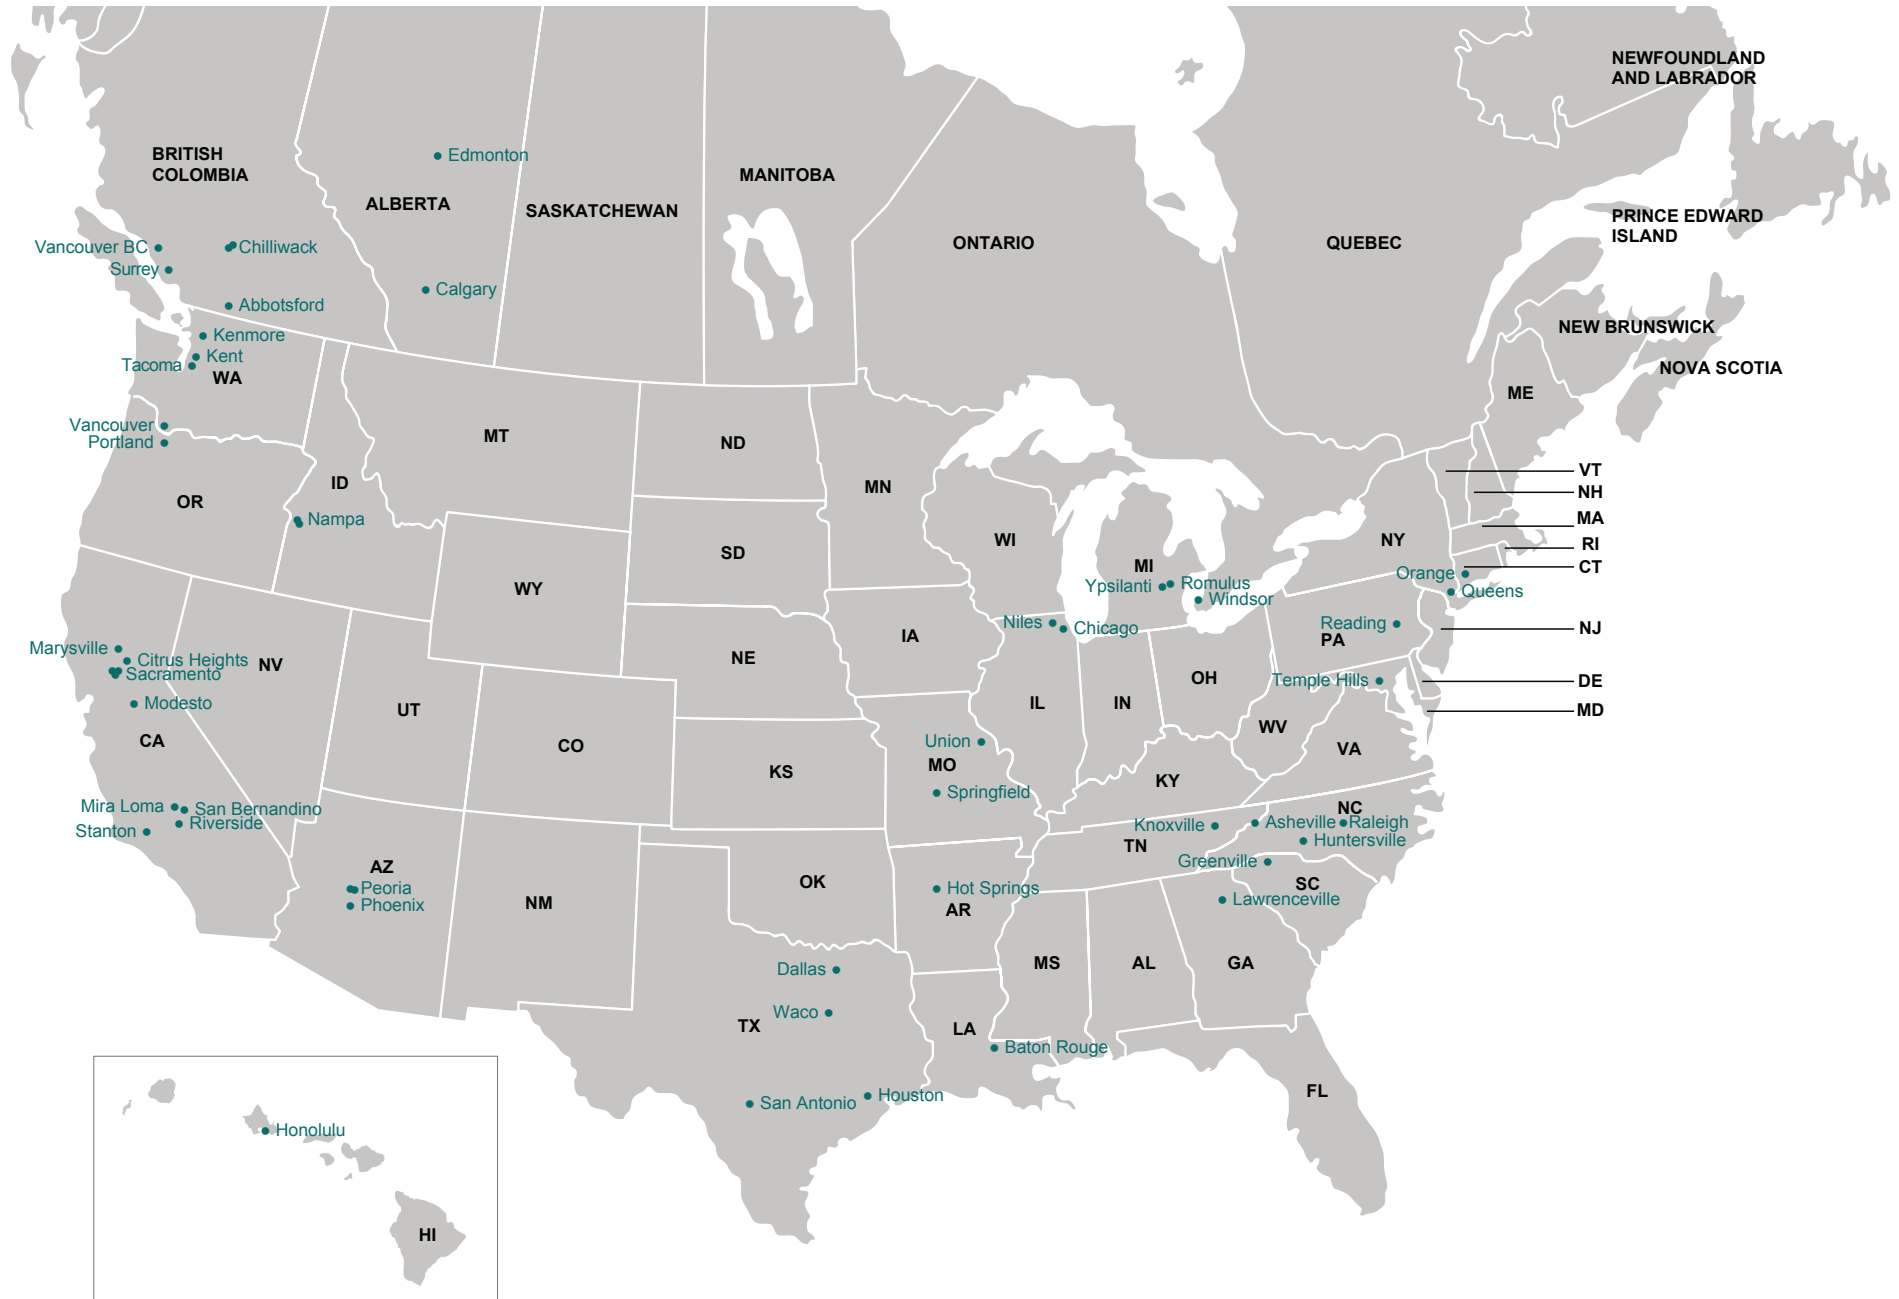 NEWFOUNDLAND
AND LABRADOR
BRITISH
COLOMBIA
Edmonton
ALBERTA
SASKATCHEWAN
MANITOBA
ONTARIO
QUEBEC
PRINCE EDWARD
ISLAND
Vancouver BC
Chilliwack
Surrey
Calgary
Abbotsford
NEW BRUNSWICK
NOVA SCOTIA
Kenmore
Kent
Tacoma
WA
ME
Vancouver
Portland
MT
ND
MN
OR
ID
Nampa
SD
WI
MI
NY
VT
NH
MA
RI
CT
WY
Ypsilanti
Romulus
Windsor
Orange
Queens
Niles
Chicago
Reading
PA
NJ
IA
Marysville
Citrus Heights
Sacramento
Modesto
NV
NE
UT
CO
IL
IN
OH
Temple Hills
DE
MD
WV
VA
CA
Union
MO
KS
KY
Springfield
Mira Loma
San Bernandino
Riverside
Stanton
Knoxville
TN
NC
Asheville
Raleigh
Huntersville
Greenville
SC
AZ
Peoria
Phoenix
NM
OK
Hot Springs
AR
Lawrenceville
MS
AL
GA
Dallas
Waco
TX
LA
Baton Rouge
San Antonio
Houston
FL
Honolulu
HI